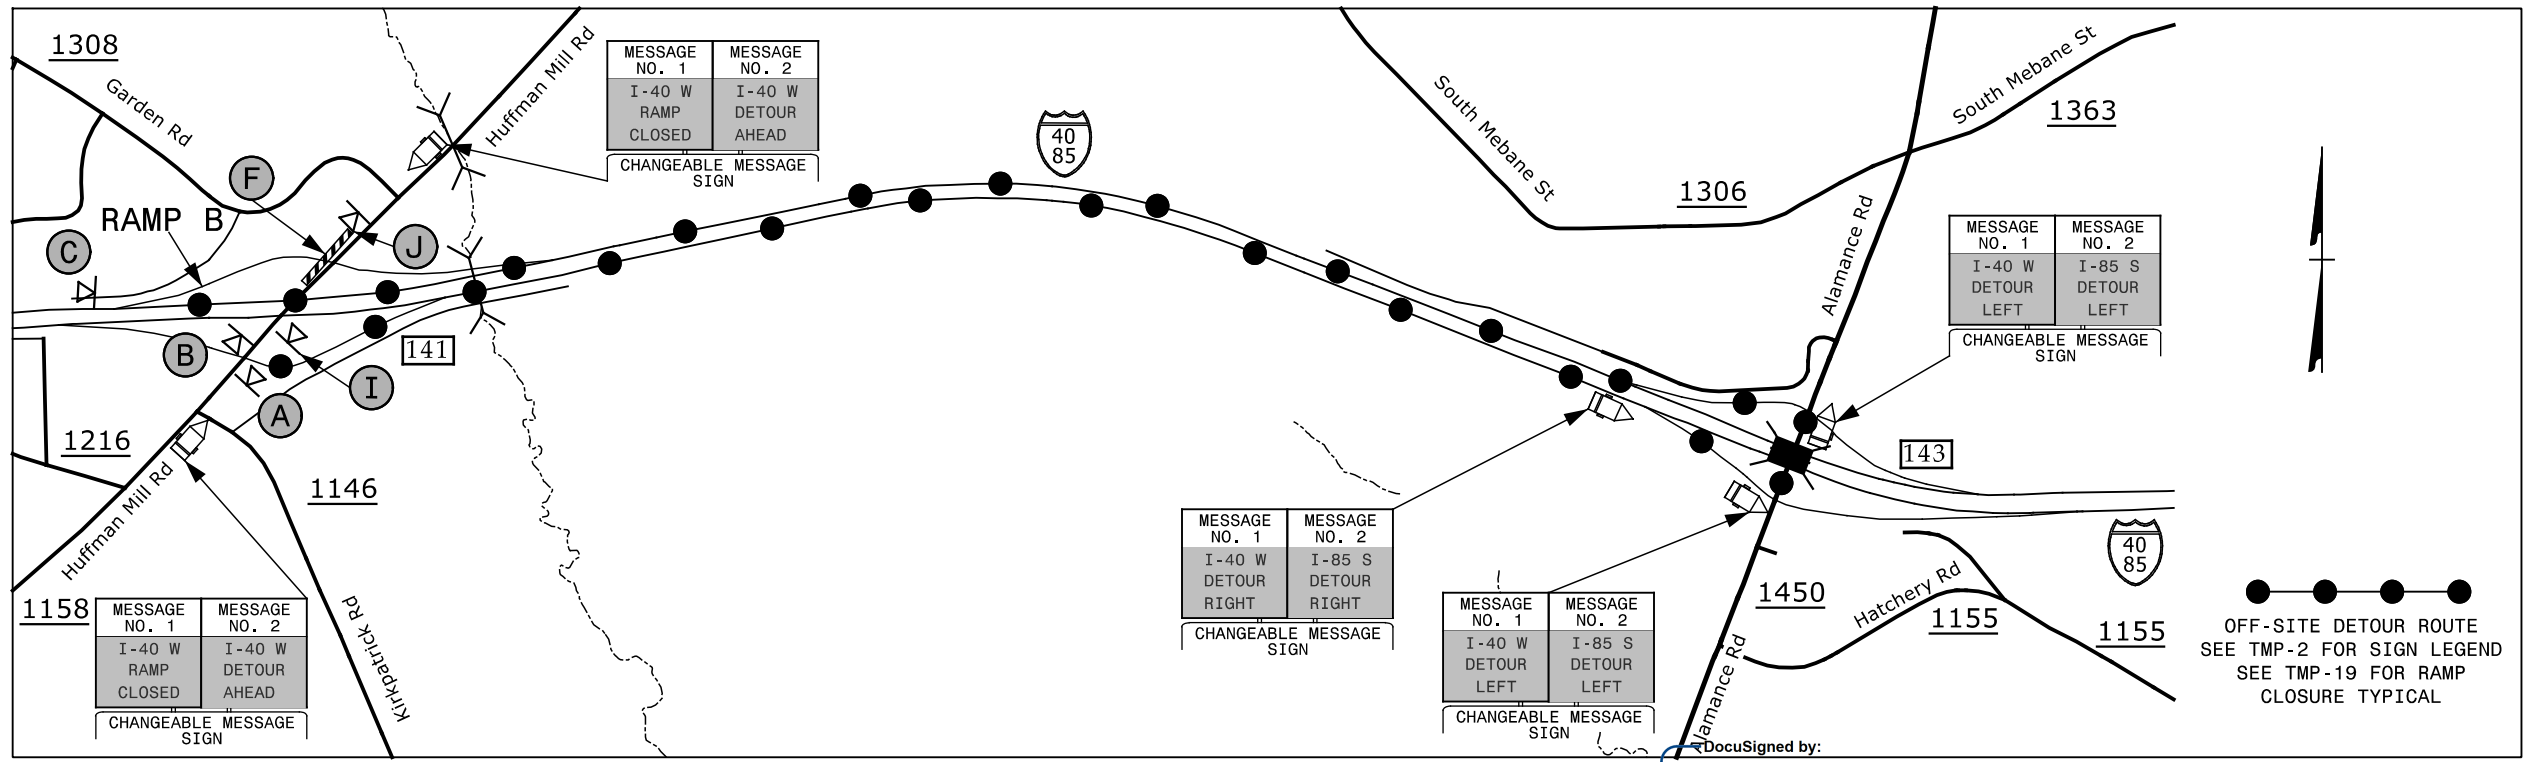 1308
Garden Rd
Huffman Mill Rd
MESSAGE NO. 1
MESSAGE NO. 2
I-40 W
RAMP
CLOSED
I-40 W
DETOUR
AHEAD
CHANGEABLE MESSAGE
SIGN
40
85
South Mebane St
South Mebane St
1363
1306
Alamance Rd
F
RAMP B
C
J
MESSAGE NO. 1
MESSAGE NO. 2
I-40 W
DETOUR
LEFT
I-85 S
DETOUR
LEFT
CHANGEABLE MESSAGE
SIGN
B
141
I
A
1216
1146
143
Huffman Mill Rd
1158
MESSAGE NO. 1
MESSAGE NO. 2
I-40 W
RAMP
CLOSED
I-40 W
DETOUR
AHEAD
CHANGEABLE MESSAGE
SIGN
Kirkpatrick Rd
MESSAGE NO. 1
MESSAGE NO. 2
I-40 W
DETOUR
RIGHT
I-85 S
DETOUR
RIGHT
CHANGEABLE MESSAGE
SIGN
MESSAGE NO. 1
MESSAGE NO. 2
I-40 W
DETOUR
LEFT
I-85 S
DETOUR
LEFT
CHANGEABLE MESSAGE
SIGN
40
85
1450
Hatchery Rd
1155
1155
Alamance Rd
OFF-SITE DETOUR ROUTE
SEE TMP-2 FOR SIGN LEGEND
SEE TMP-19 FOR RAMP
CLOSURE TYPICAL
DocuSigned by: